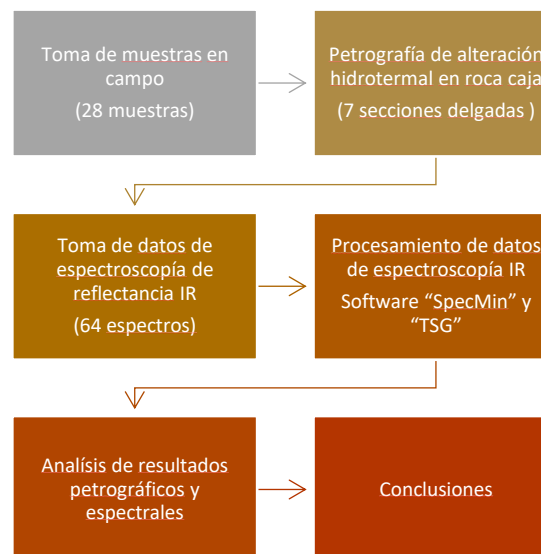 Toma de muestras en
campo
(28 muestras)
Petrografía de alteración
hidrotermal en roca caja
(7 secciones delgadas )
Toma de datos de
espectroscopía de
reflectancia IR
(64 espectros)
Procesamiento de datos
de espectroscopía IR
Software “SpecMin” y
“TSG”
Análisis de resultados
petrográficos y
espectrales
Conclusiones